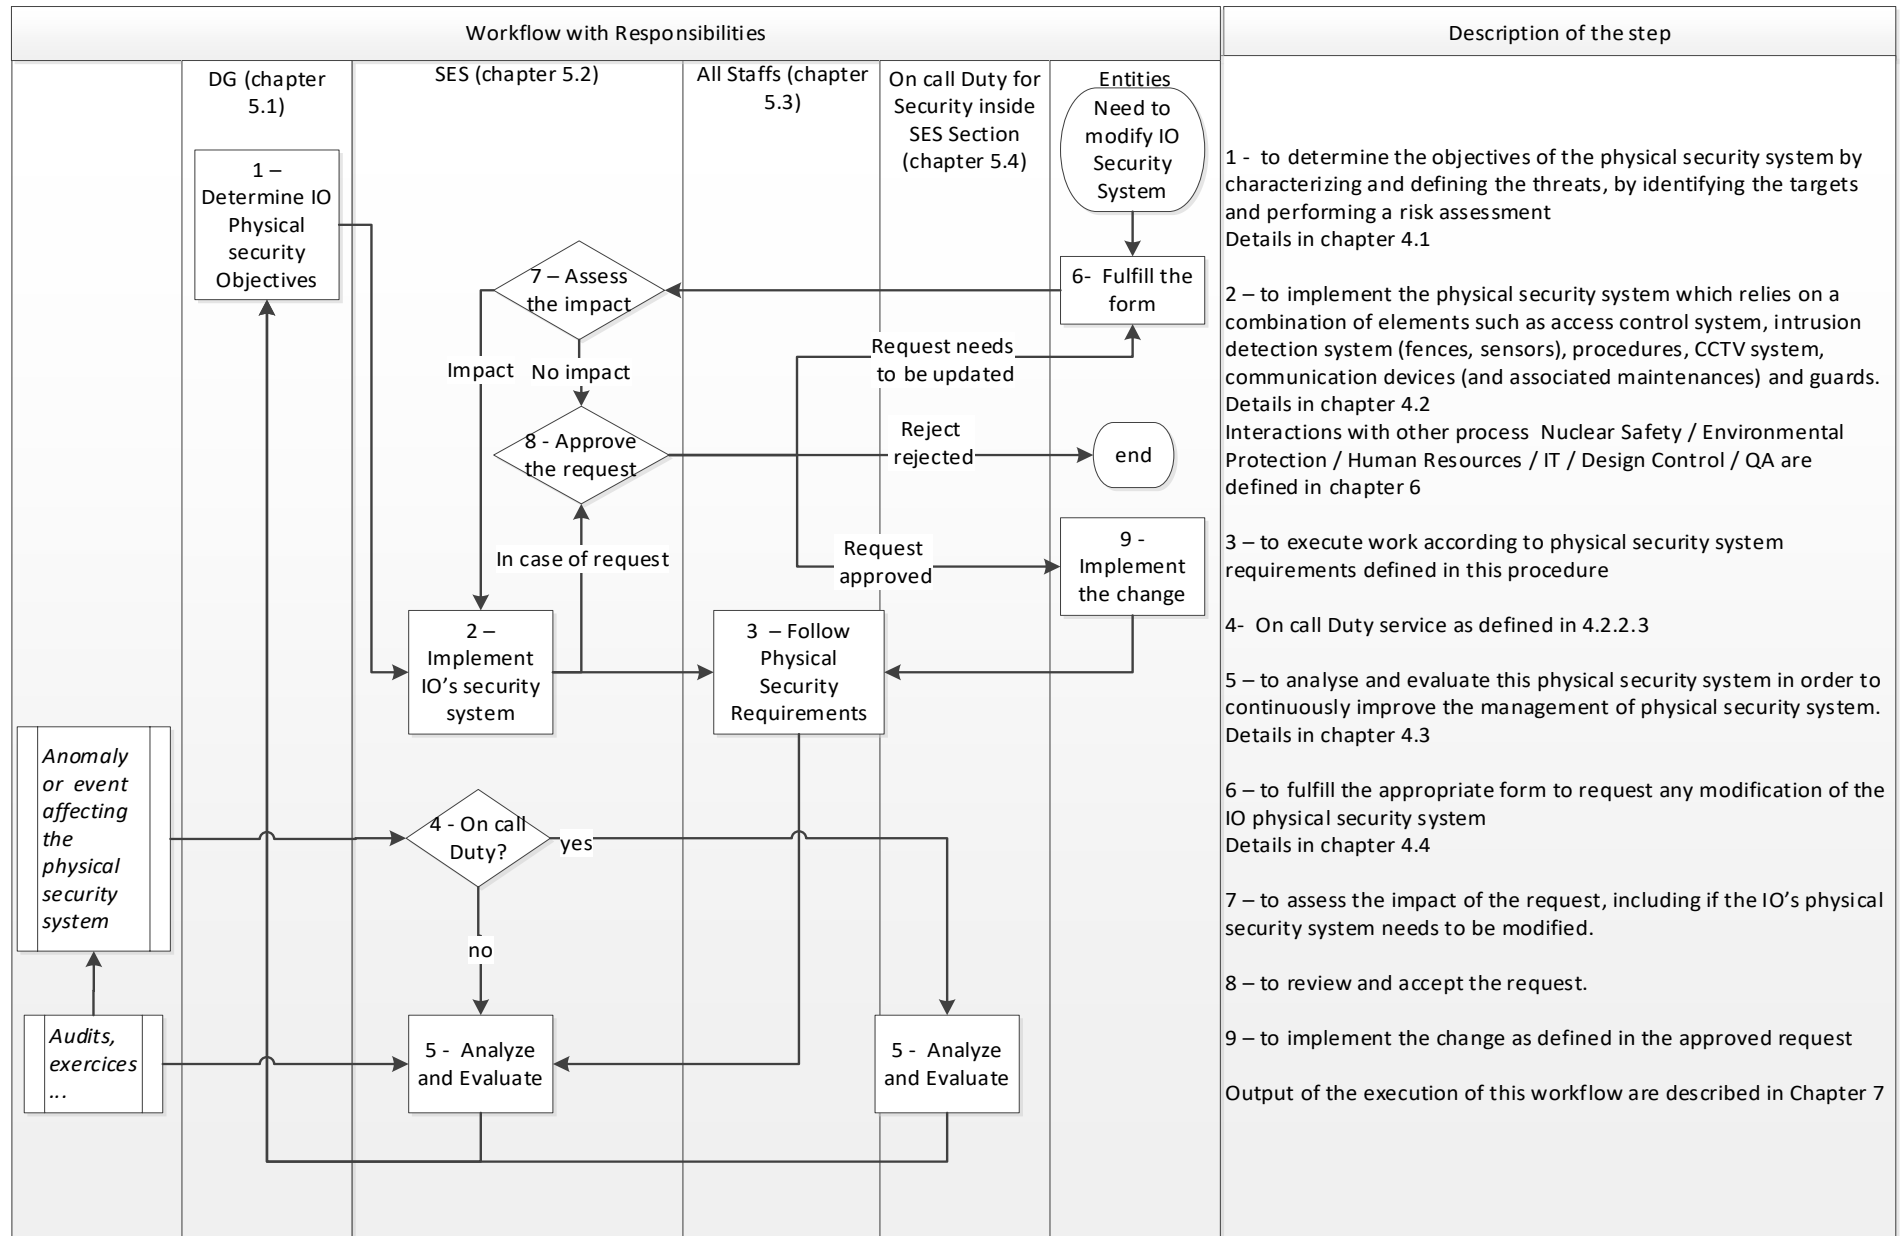 Workflow with Responsibilities
Description of the step
DG (chapter
5.1)
SES (chapter 5.2)
All Staffs (chapter
5.3)
On call Duty for
Security inside
SES Section
(chapter 5.4)
Entities
Need to
modify IO
Security
System
1 –
Determine IO
Physical
security
Objectives
7 – Assess
the impact
6- Fulfill the
form
Impact
No impact
Request needs
to be updated
8 - Approve
the request
Reject
rejected
end
In case of request
Request
approved
9 -
Implement
the change
2 –
Implement
IO's security
system
3 – Follow
Physical
Security
Requirements
Anomaly
or event
affecting
the
physical
security
system
4 - On call
Duty?
yes
no
Audits,
exercices
...
5 - Analyze
and Evaluate
5 - Analyze
and Evaluate
1 - to determine the objectives of the physical security system by
characterizing and defining the threats, by identifying the targets
and performing a risk assessment
Details in chapter 4.1
2 – to implement the physical security system which relies on a
combination of elements such as access control system, intrusion
detection system (fences, sensors), procedures, CCTV system,
communication devices (and associated maintenances) and guards.
Details in chapter 4.2
Interactions with other process Nuclear Safety / Environmental
Protection / Human Resources / IT / Design Control / QA are
defined in chapter 6
3 – to execute work according to physical security system
requirements defined in this procedure
4- On call Duty service as defined in 4.2.2.3
5 – to analyse and evaluate this physical security system in order to
continuously improve the management of physical security system.
Details in chapter 4.3
6 – to fulfill the appropriate form to request any modification of the
IO physical security system
Details in chapter 4.4
7 – to assess the impact of the request, including if the IO's physical
security system needs to be modified.
8 – to review and accept the request.
9 – to implement the change as defined in the approved request
Output of the execution of this workflow are described in Chapter 7